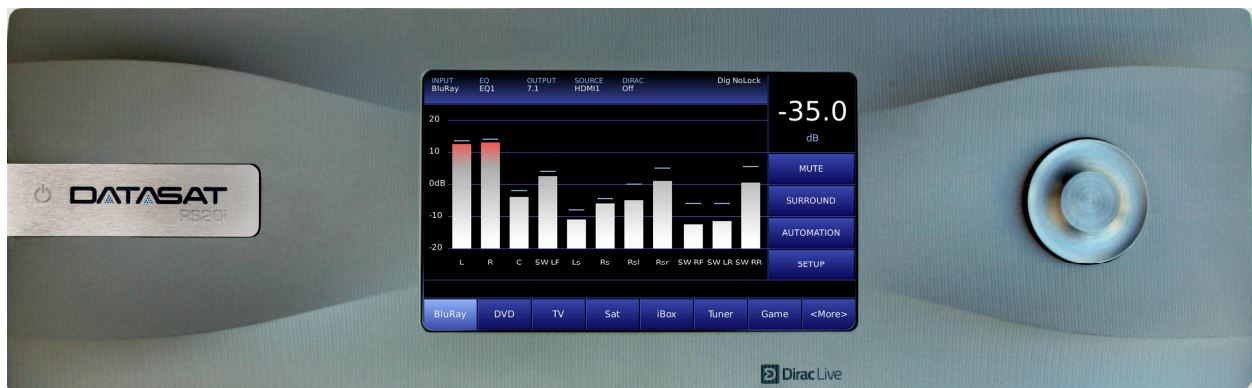 INPUT EQ OUTPUT SOURCE DIRAC Dig NoLock
BluRay EQ1 7.1 HDMI1 Off
-35.0
dB
20
10
0dB
-10
-20
L R C SW LF Ls Rs Rsl Rsr SW RF SW LR SW RR
MUTE
SURROUND
AUTOMATION
SETUP
BluRay DVD TV Sat iBox Tuner Game <More>
DATASAT
RS20i
Dirac Live